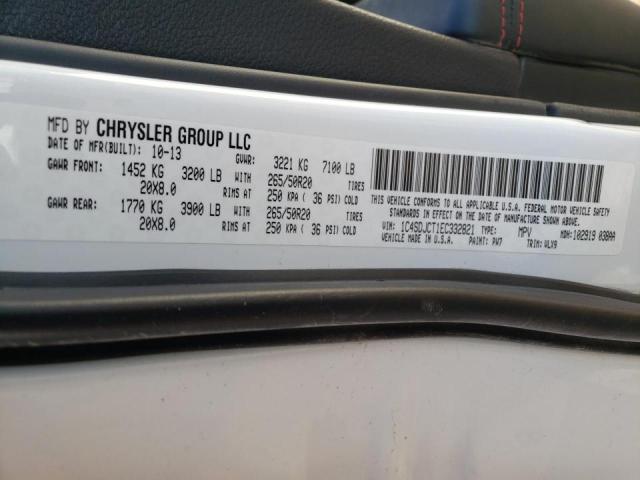 MFD BY CHRYSLER GROUP LLC
DATE OF MFR(BUILT): 10-13 GVWR: 3221 KG 7100 LB
GAWR FRONT: 1452 KG 3200 LB WITH 265/50R20 TIRES
20X8.0 RIMS AT 250 KPA ( 36 PSI) COLD
GAWR REAR: 1770 KG 3900 LB WITH 265/50R20 TIRES
20X8.0 RIMS AT 250 KPA ( 36 PSI) COLD
THIS VEHICLE CONFORMS TO ALL APPLICABLE U.S.A. FEDERAL MOTOR VEHICLE SAFETY
STANDARDS IN EFFECT ON THE DATE OF MANUFACTURE SHOWN ABOVE.
VIN: 1C4SDJCT1EC332821 TYPE: MPV MDH:102919 038AA
VEHICLE MADE IN U.S.A. PAINT: PW7 TRIM: VLX9